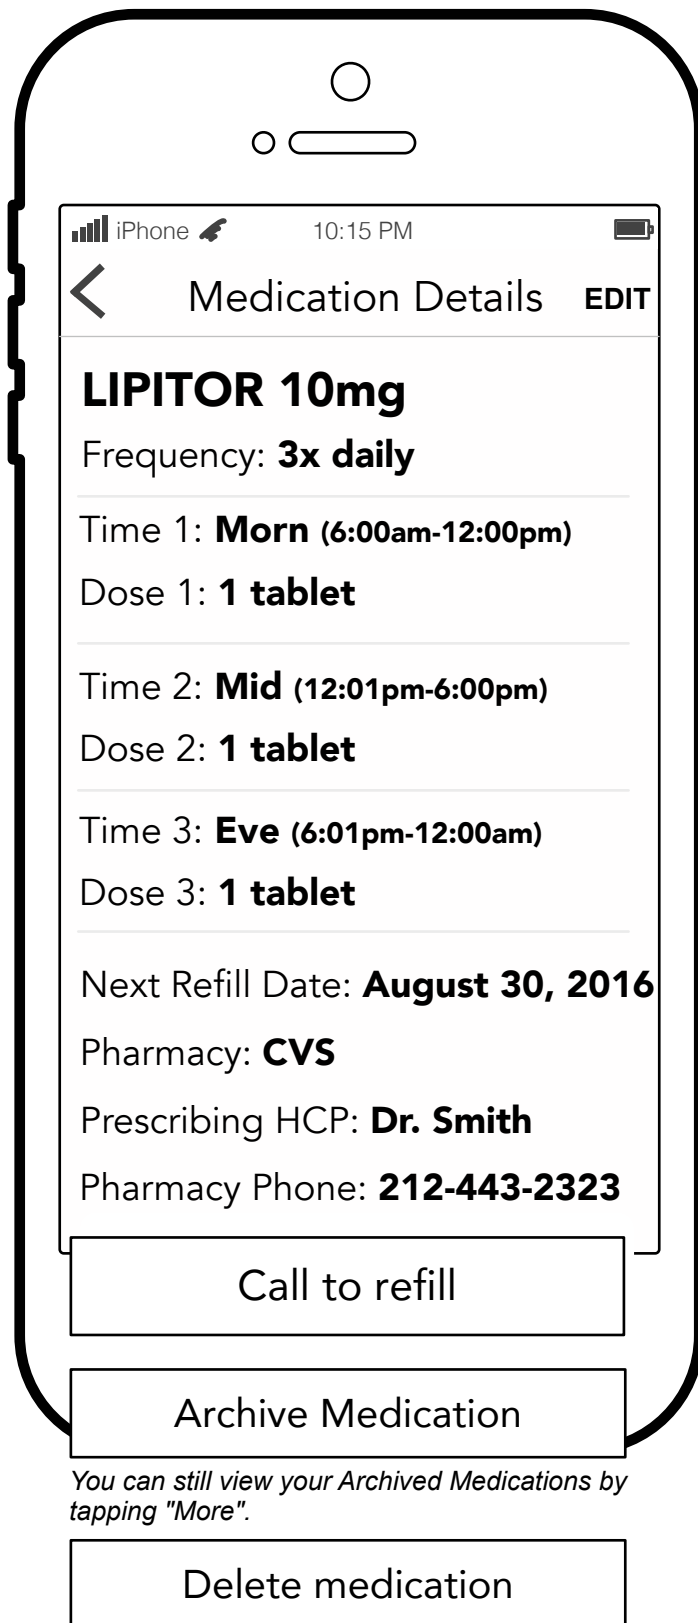 iPhone 10:15 PM
Medication Details EDIT
LIPITOR 10mg
Frequency: 3x daily
Time 1: Morn (6:00am-12:00pm)
Dose 1: 1 tablet
Time 2: Mid (12:01pm-6:00pm)
Dose 2: 1 tablet
Time 3: Eve (6:01pm-12:00am)
Dose 3: 1 tablet
Next Refill Date: August 30, 2016
Pharmacy: CVS
Prescribing HCP: Dr. Smith
Pharmacy Phone: 212-443-2323
Call to refill
Archive Medication
You can still view your Archived Medications by
tapping "More".
Delete medication